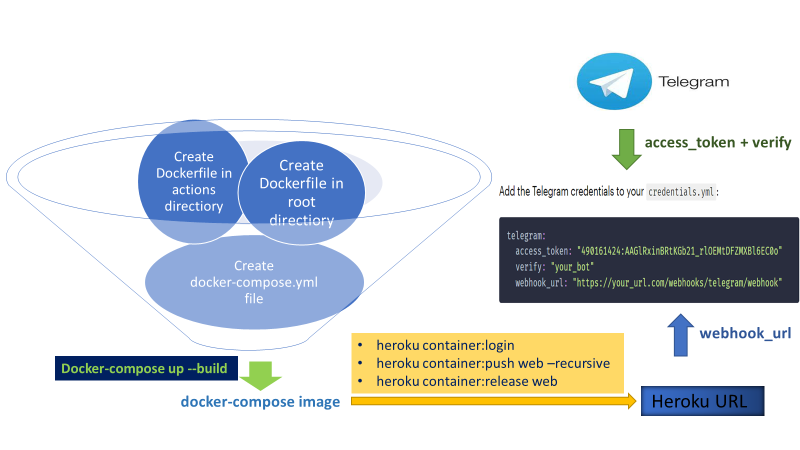 Telegram
access_token + verify
Add the Telegram credentials to your credentials.yml:
telegram:
access_token: "490161424:AAGlRxinBRtKGb21_rlOEMtDFZMXBl6EC0o"
verify: "your_bot"
webhook_url: "https://your_url.com/webhooks/telegram/webhook"
webhook_url
Heroku URL
Create
Dockerfile in
actions
directiory
Create
Dockerfile in
root
directiory
Create
docker-compose.yml
file
Docker-compose up --build
docker-compose image
• heroku container:login
• heroku container:push web –recursive
• heroku container:release web